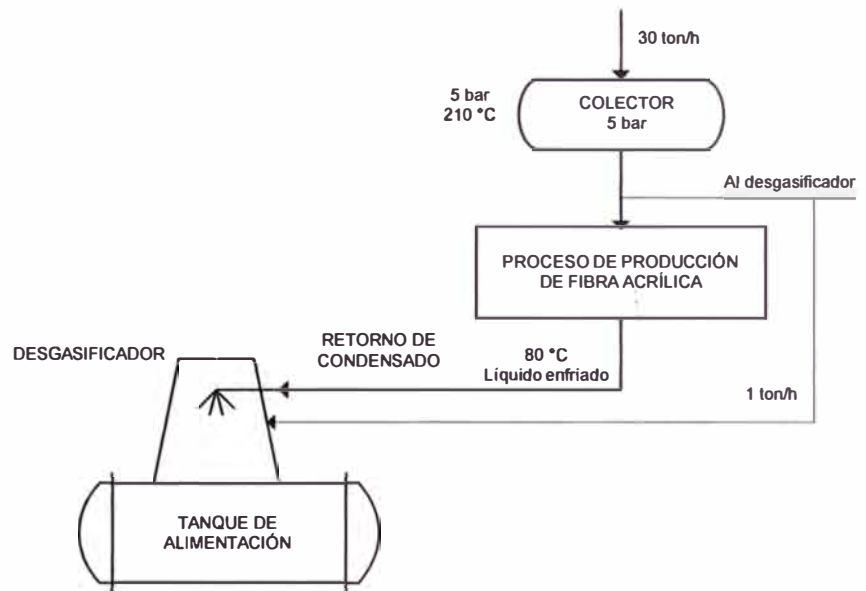 30 ton/h
5 bar
210 °C
COLECTOR
5 bar
Al desgasificador
PROCESO DE PRODUCCIÓN
DE FIBRA ACRÍLICA
DESGASIFICADOR
RETORNO DE
CONDENSADO
80 °C
Líquido enfriado
1 ton/h
TANQUE DE
ALIMENTACIÓN